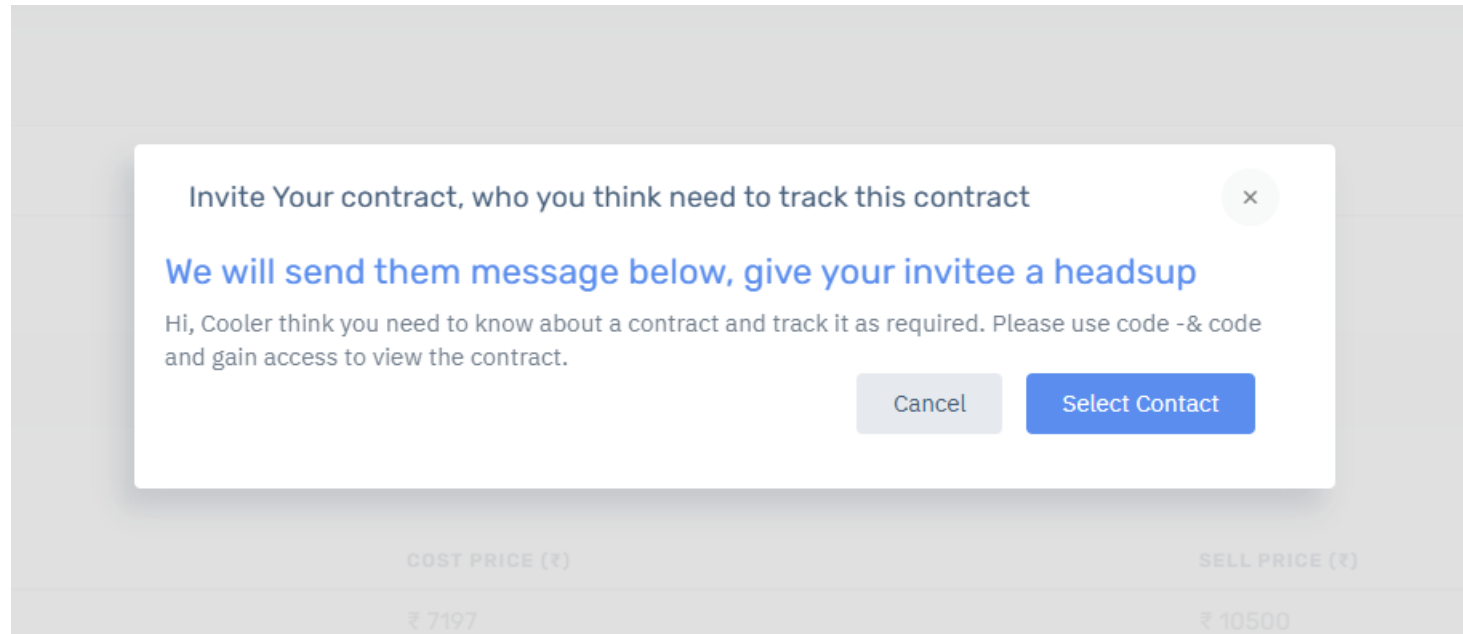 Invite Your contract, who you think need to track this contract
×
We will send them message below, give your invitee a headsup
Hi, Cooler think you need to know about a contract and track it as required. Please use code -& code
and gain access to view the contract.
Cancel
Select Contact
COST PRICE (₹)
SELL PRICE (₹)
₹ 7197
₹ 10500